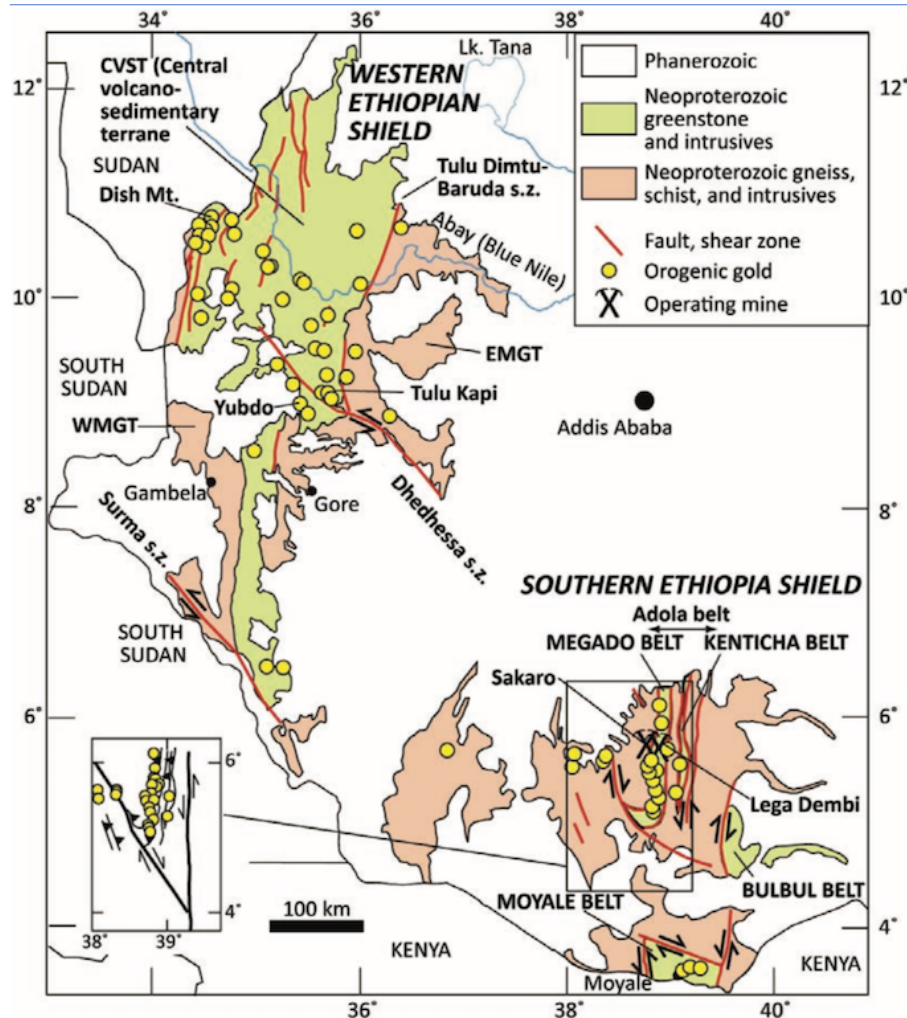 34°
36°
38°
40°
12°
12°
10°
10°
8°
8°
6°
6°
4°
4°
34°
36°
38°
40°
Lk. Tana
CVST (Central
volcano-
sedimentary
terrane
WESTERN
ETHIOPIAN
SHIELD
SUDAN
Dish Mt.
Tulu Dimtu-
Baruda s.z.
Abay (Blue Nile)
Phanerozoic
Neoproterozoic
greenstone
and intrusives
Neoproterozoic gneiss,
schist, and intrusives
Fault, shear zone
Orogenic gold
Operating mine
SOUTH
SUDAN
EMGT
WMGT
Yubdo
Tulu Kapi
Addis Ababa
Gambela
Gore
Surma s.z.
Dhedhessa s.z.
SOUTH
SUDAN
SOUTHERN ETHIOPIA SHIELD
Adola belt
MEGADO BELT
KENTICHA BELT
Sakaro
Lega Dembi
BULBUL BELT
MOYALE BELT
6°
4°
38°
39°
100 km
KENYA
Moyale
KENYA